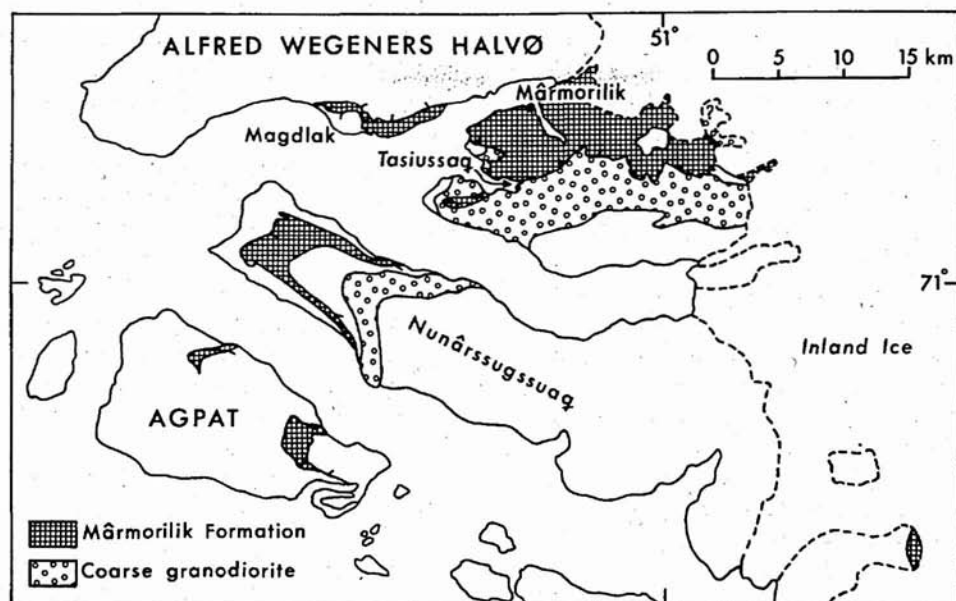 ALFRED WEGENERS HALVØ
51°
0 5 10 15 km
Mârmorilik
Magdlak
Tasiussaq
71°
Nunârssugssuaq
Inland Ice
AGPAT
Mârmorilik Formation
Coarse granodiorite